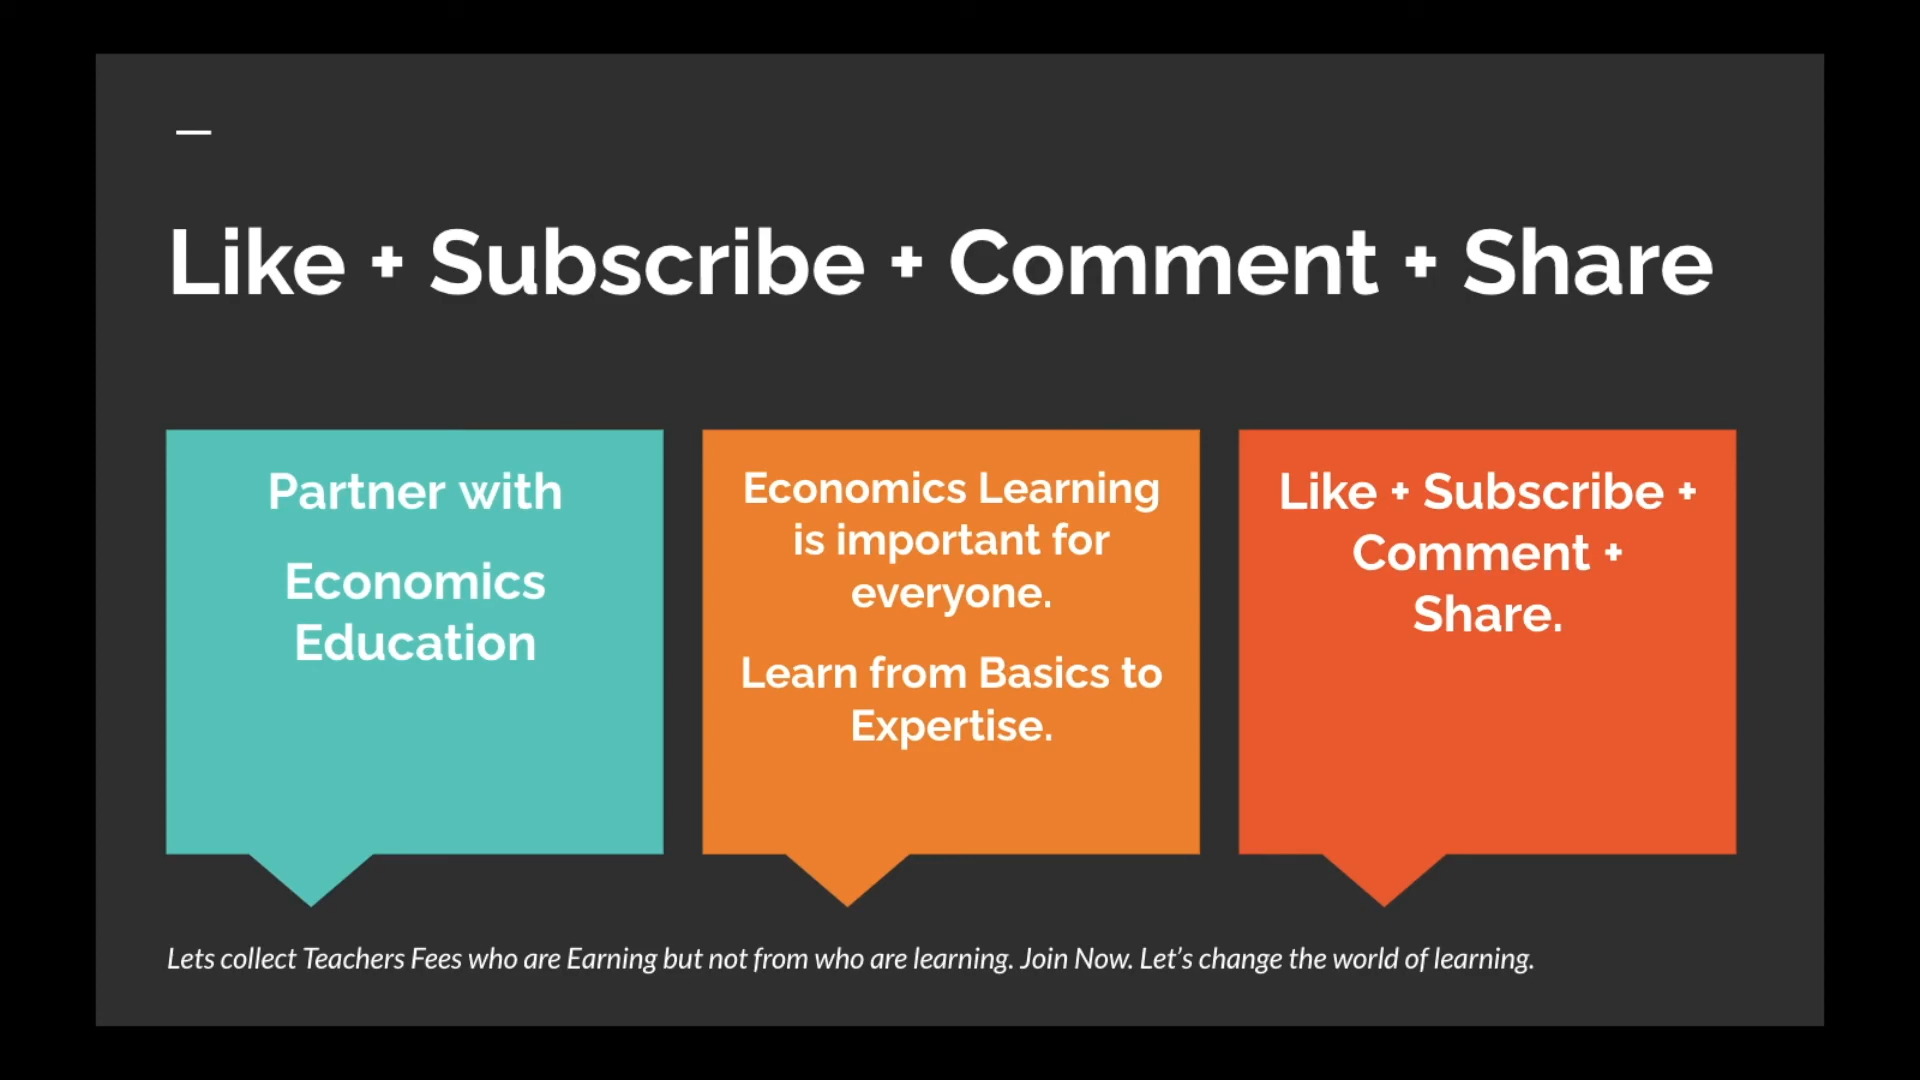 Like + Subscribe + Comment + Share
Partner with
Economics
Education
Economics Learning
is important for
everyone.
Learn from Basics to
Expertise.
Like + Subscribe +
Comment +
Share.
Lets collect Teachers Fees who are Earning but not from who are learning. Join Now. Let’s change the world of learning.